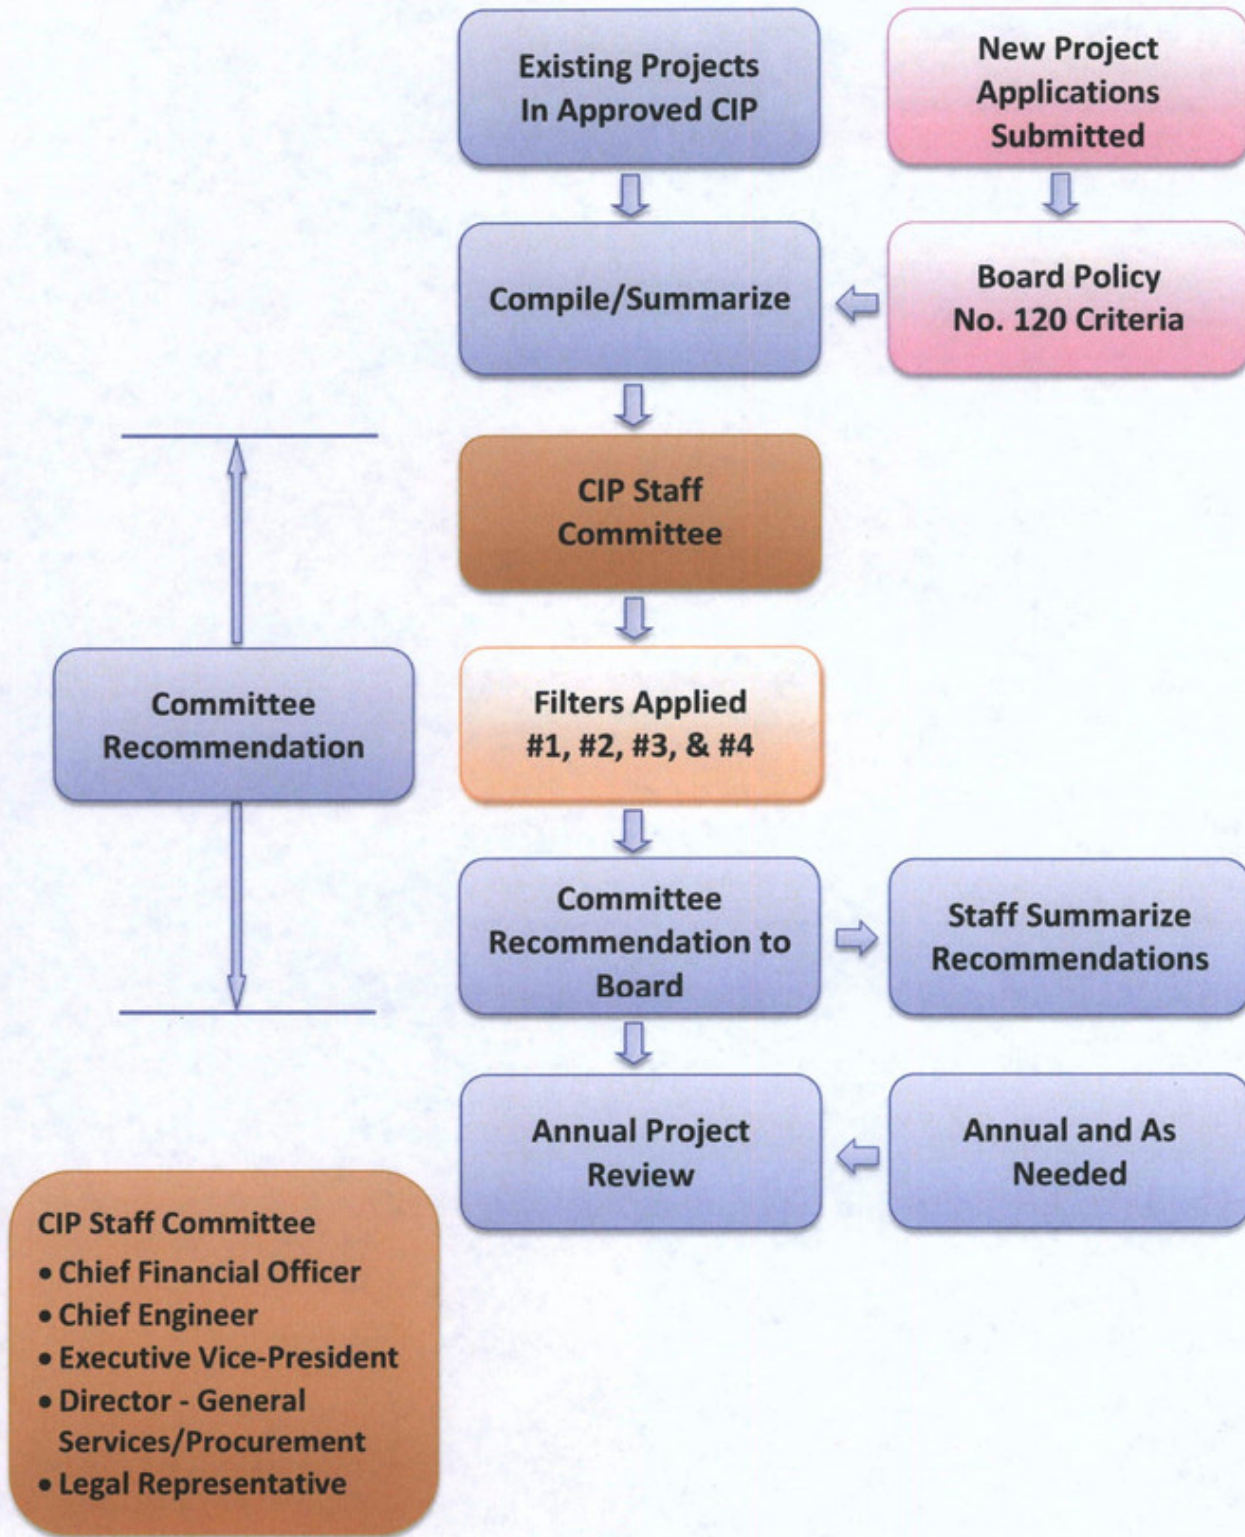 Existing Projects
In Approved CIP
New Project
Applications
Submitted
Compile/Summarize
Board Policy
No. 120 Criteria
CIP Staff
Committee
Committee
Recommendation
Filters Applied
#1, #2, #3, & #4
Committee
Recommendation to
Board
Staff Summarize
Recommendations
Annual Project
Review
Annual and As
Needed
CIP Staff Committee
• Chief Financial Officer
• Chief Engineer
• Executive Vice-President
• Director - General
Services/Procurement
• Legal Representative